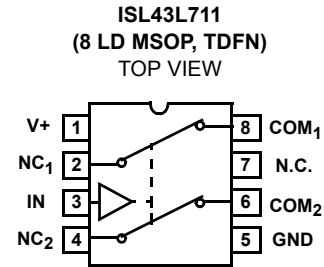 ISL43L711
(8 LD MSOP, TDFN)
TOP VIEW
V+ 1 8 COM1
NC1 2 7 N.C.
IN 3 6 COM2
NC2 4 5 GND